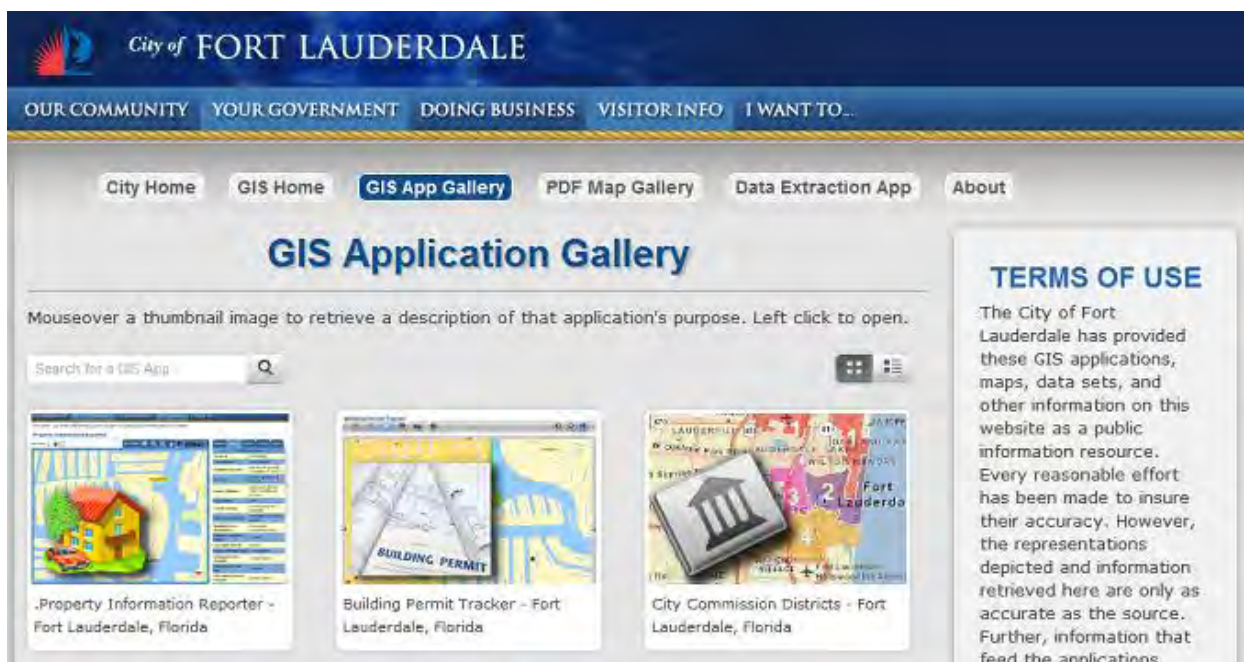 City of FORT LAUDERDALE
OUR COMMUNITY YOUR GOVERNMENT DOING BUSINESS VISITOR INFO I WANT TO...
City Home GIS Home GIS App Gallery PDF Map Gallery Data Extraction App About
GIS Application Gallery
Mouseover a thumbnail image to retrieve a description of that application's purpose. Left click to open.
Search for a GIS App
BUILDING PERMIT
3 2
Fort
4
.Property Information Reporter -
Fort Lauderdale, Florida
Building Permit Tracker - Fort
Lauderdale, Florida
City Commission Districts - Fort
Lauderdale, Florida
TERMS OF USE
The City of Fort
Lauderdale has provided
these GIS applications,
maps, data sets, and
other information on this
website as a public
information resource.
Every reasonable effort
has been made to insure
their accuracy. However,
the representations
depicted and information
retrieved here are only as
accurate as the source.
Further, information that
feed the applications